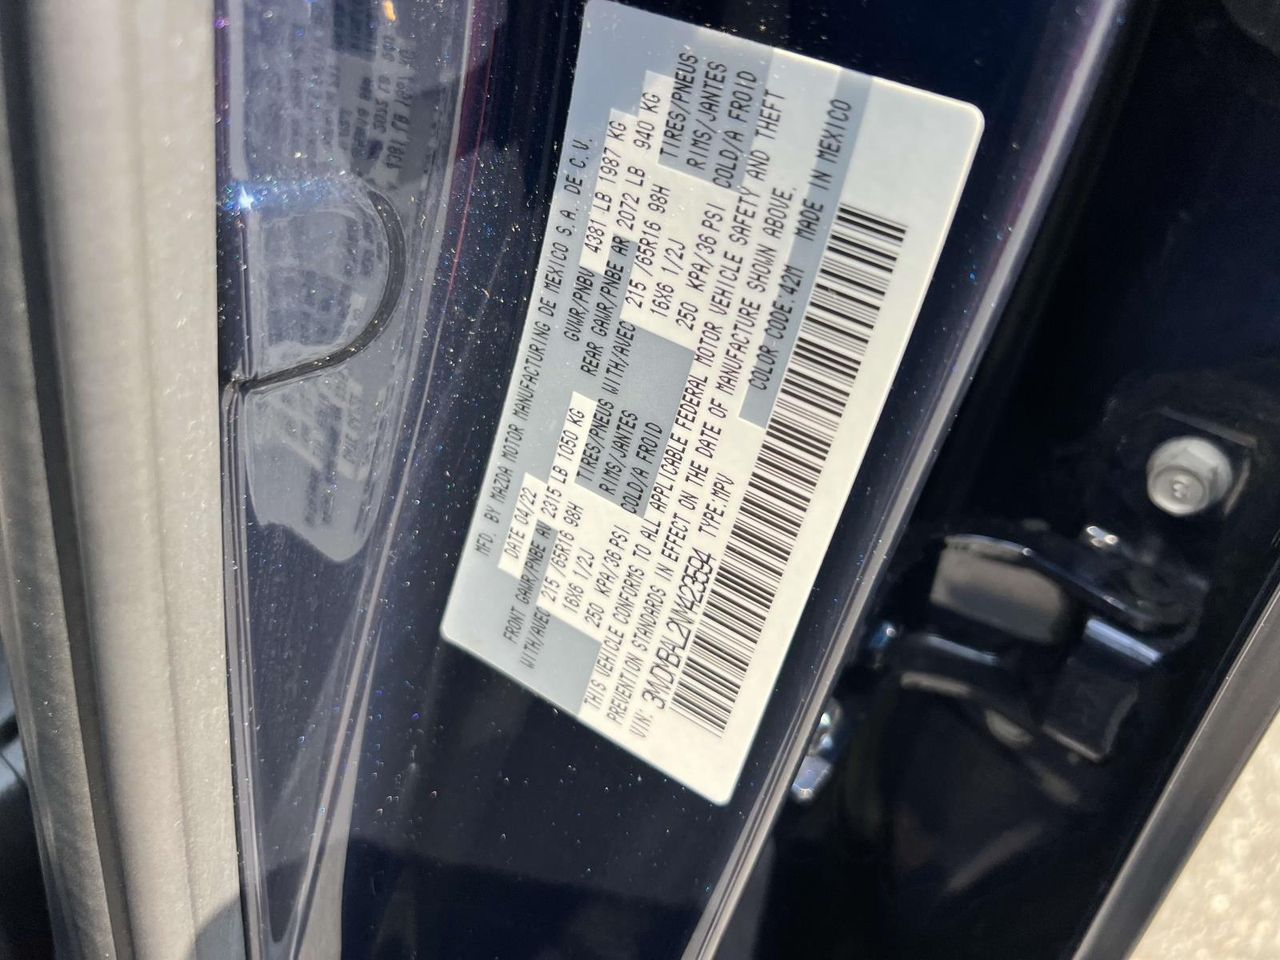 MFD. BY MAZDA MOTOR MANUFACTURING DE MEXICO S.A. DE C.V.
DATE 04/22 GVWR/PNBV 4381 LB 1987 KG
FRONT GAWR/PNBE AV 2315 LB 1050 KG REAR GAWR/PNBE AR 2072 LB 940 KG
WITH/AVEC 215 /65R16 98H TIRES/PNEUS WITH/AVEC 215 /65R16 98H TIRES/PNEUS
16X6 1/2J RIMS/JANTES 16X6 1/2J RIMS/JANTES
250 KPA/36 PSI COLD/A FROID 250 KPA/36 PSI COLD/A FROID
THIS VEHICLE CONFORMS TO ALL APPLICABLE FEDERAL MOTOR VEHICLE SAFETY AND THEFT
PREVENTION STANDARDS IN EFFECT ON THE DATE OF MANUFACTURE SHOWN ABOVE.
VIN: 3MVDMBAL2NM423594 TYPE:MPV COLOR CODE:42M MADE IN MEXICO